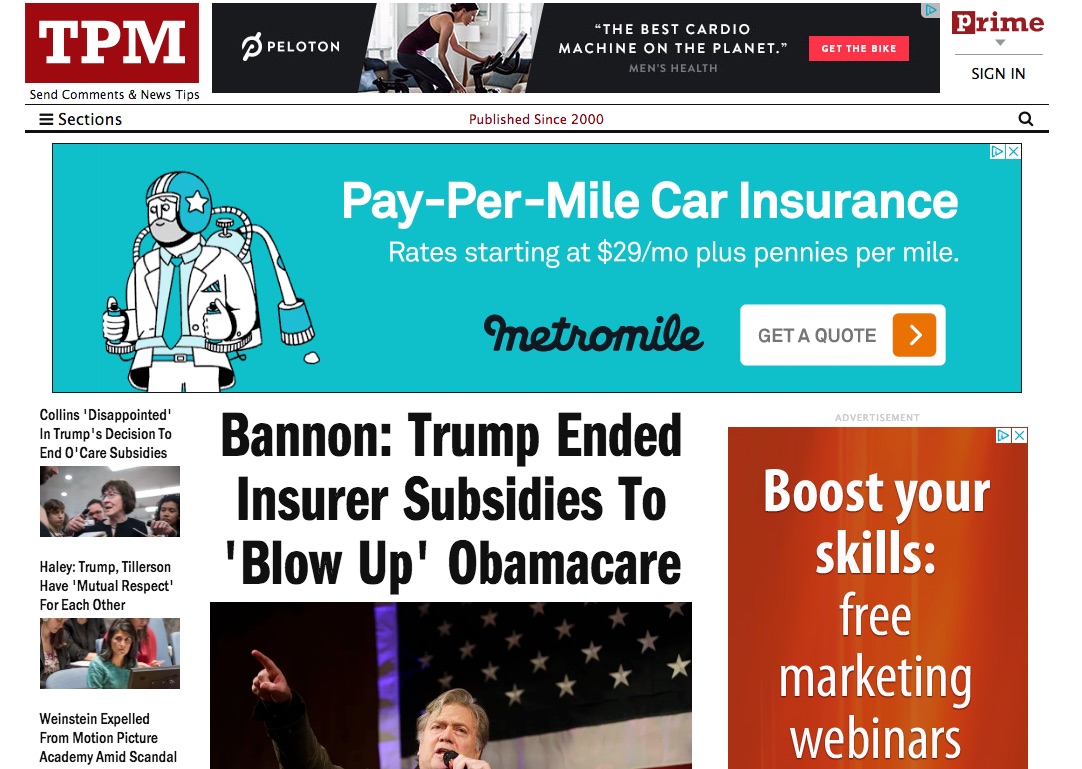 TPM
Send Comments & News Tips
PELOTON
“THE BEST CARDIO
MACHINE ON THE PLANET.”
MEN'S HEALTH
GET THE BIKE
Prime
SIGN IN
Sections
Published Since 2000
Pay-Per-Mile Car Insurance
Rates starting at $29/mo plus pennies per mile.
metromile
GET A QUOTE
Collins 'Disappointed'
In Trump's Decision To
End O'Care Subsidies
Haley: Trump, Tillerson
Have 'Mutual Respect'
For Each Other
Weinstein Expelled
From Motion Picture
Academy Amid Scandal
Bannon: Trump Ended
Insurer Subsidies To
'Blow Up' Obamacare
ADVERTISEMENT
Boost your
skills:
free
marketing
webinars